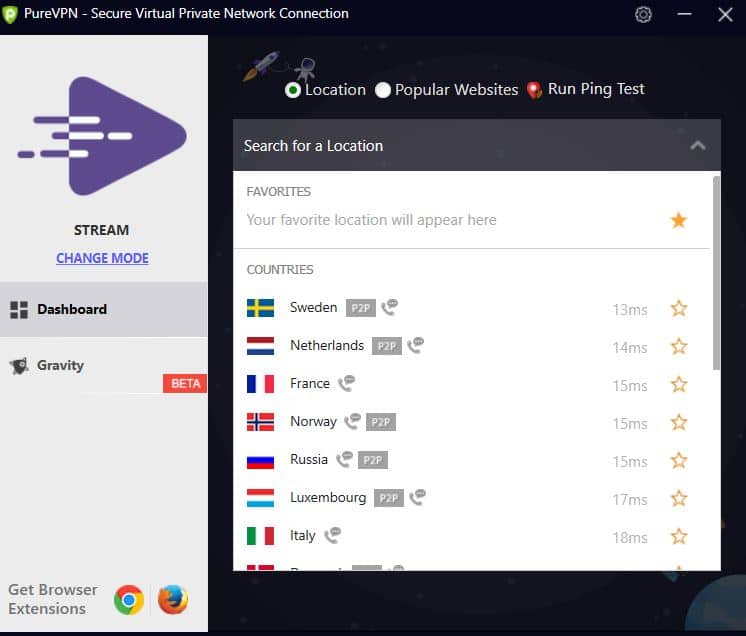 PureVPN - Secure Virtual Private Network Connection
Location Popular Websites Run Ping Test
Search for a Location
FAVORITES
Your favorite location will appear here
COUNTRIES
Sweden P2P 13ms
Netherlands P2P 14ms
France 15ms
Norway P2P 15ms
Russia P2P 15ms
Luxembourg P2P 17ms
Italy 18ms
STREAM
CHANGE MODE
Dashboard
Gravity
BETA
Get Browser
Extensions